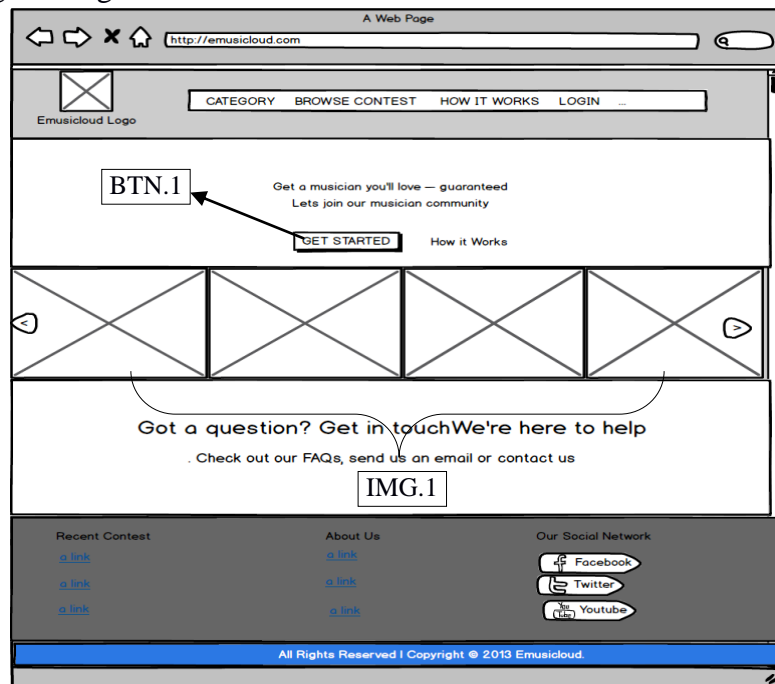 A Web Page
http://emusicloud.com
CATEGORY BROWSE CONTEST HOW IT WORKS LOGIN ...
Emusicloud Logo
BTN.1
Get a musician you'll love — guaranteed
Lets join our musician community
GET STARTED How it Works
< >
Got a question? Get in touchWe're here to help
. Check out our FAQs, send us an email or contact us
IMG.1
Recent Contest About Us Our Social Network
a link a link Facebook
a link a link Twitter
a link a link You Tube Youtube
All Rights Reserved I Copyright © 2013 Emusicloud.